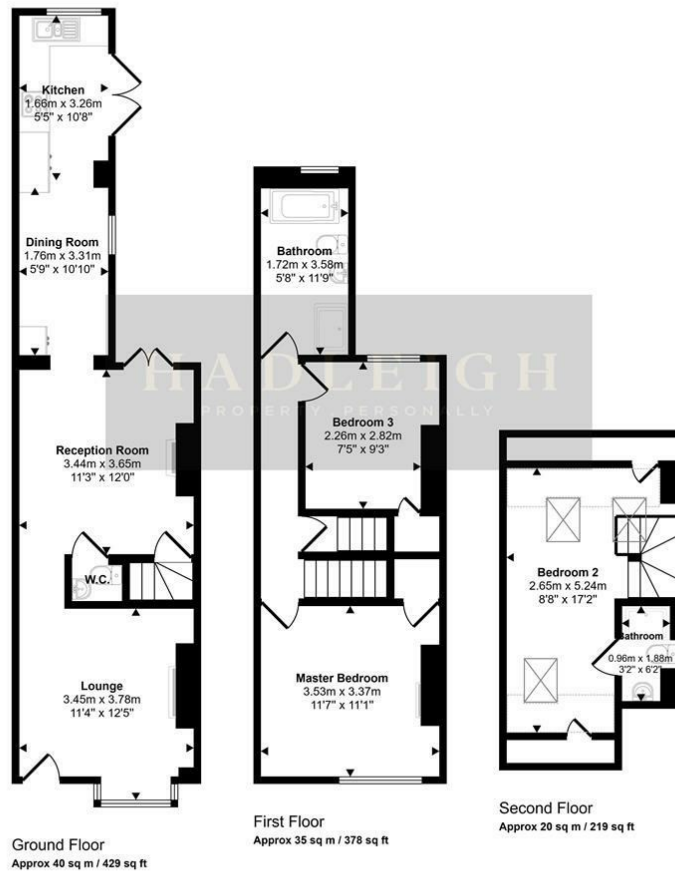 Kitchen
1.66m x 3.26m
5'5" x 10'8"
Dining Room
1.76m x 3.31m
5'9" x 10'10"
Reception Room
3.44m x 3.65m
11'3" x 12'0"
W.C.
Lounge
3.45m x 3.78m
11'4" x 12'5"
Ground Floor
Approx 40 sq m / 429 sq ft
HADLEIGH
PROPERTY. PERSONALLY
Bathroom
1.72m x 3.58m
5'8" x 11'9"
Bedroom 3
2.26m x 2.82m
7'5" x 9'3"
Master Bedroom
3.53m x 3.37m
11'7" x 11'1"
First Floor
Approx 35 sq m / 378 sq ft
Bedroom 2
2.65m x 5.24m
8'8" x 17'2"
Bathroom
0.96m x 1.88m
3'2" x 6'2"
Second Floor
Approx 20 sq m / 219 sq ft